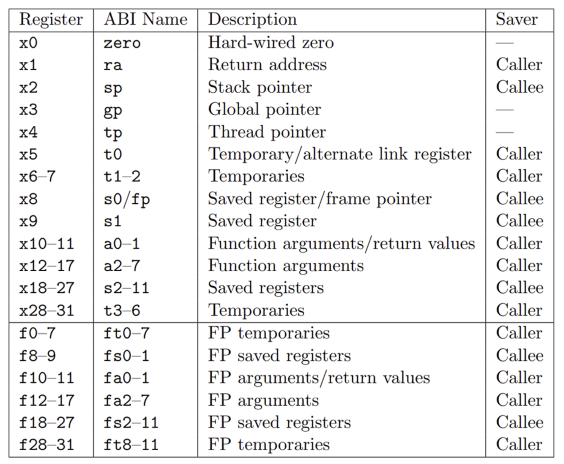 Register ABI Name Description Saver
x0 zero Hard-wired zero —
x1 ra Return address Caller
x2 sp Stack pointer Callee
x3 gp Global pointer —
x4 tp Thread pointer —
x5 t0 Temporary/alternate link register Caller
x6–7 t1–2 Temporaries Caller
x8 s0/fp Saved register/frame pointer Callee
x9 s1 Saved register Callee
x10–11 a0–1 Function arguments/return values Caller
x12–17 a2–7 Function arguments Caller
x18–27 s2–11 Saved registers Callee
x28–31 t3–6 Temporaries Caller
f0–7 ft0–7 FP temporaries Caller
f8–9 fs0–1 FP saved registers Callee
f10–11 fa0–1 FP arguments/return values Caller
f12–17 fa2–7 FP arguments Caller
f18–27 fs2–11 FP saved registers Callee
f28–31 ft8–11 FP temporaries Caller